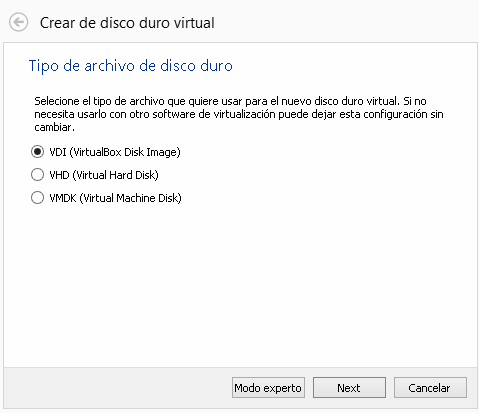 Crear de disco duro virtual
Tipo de archivo de disco duro
Selecione el tipo de archivo que quiere usar para el nuevo disco duro virtual. Si no
necesita usarlo con otro software de virtualización puede dejar esta configuración sin
cambiar.
VDI (VirtualBox Disk Image)
VHD (Virtual Hard Disk)
VMDK (Virtual Machine Disk)
Modo experto
Next
Cancelar